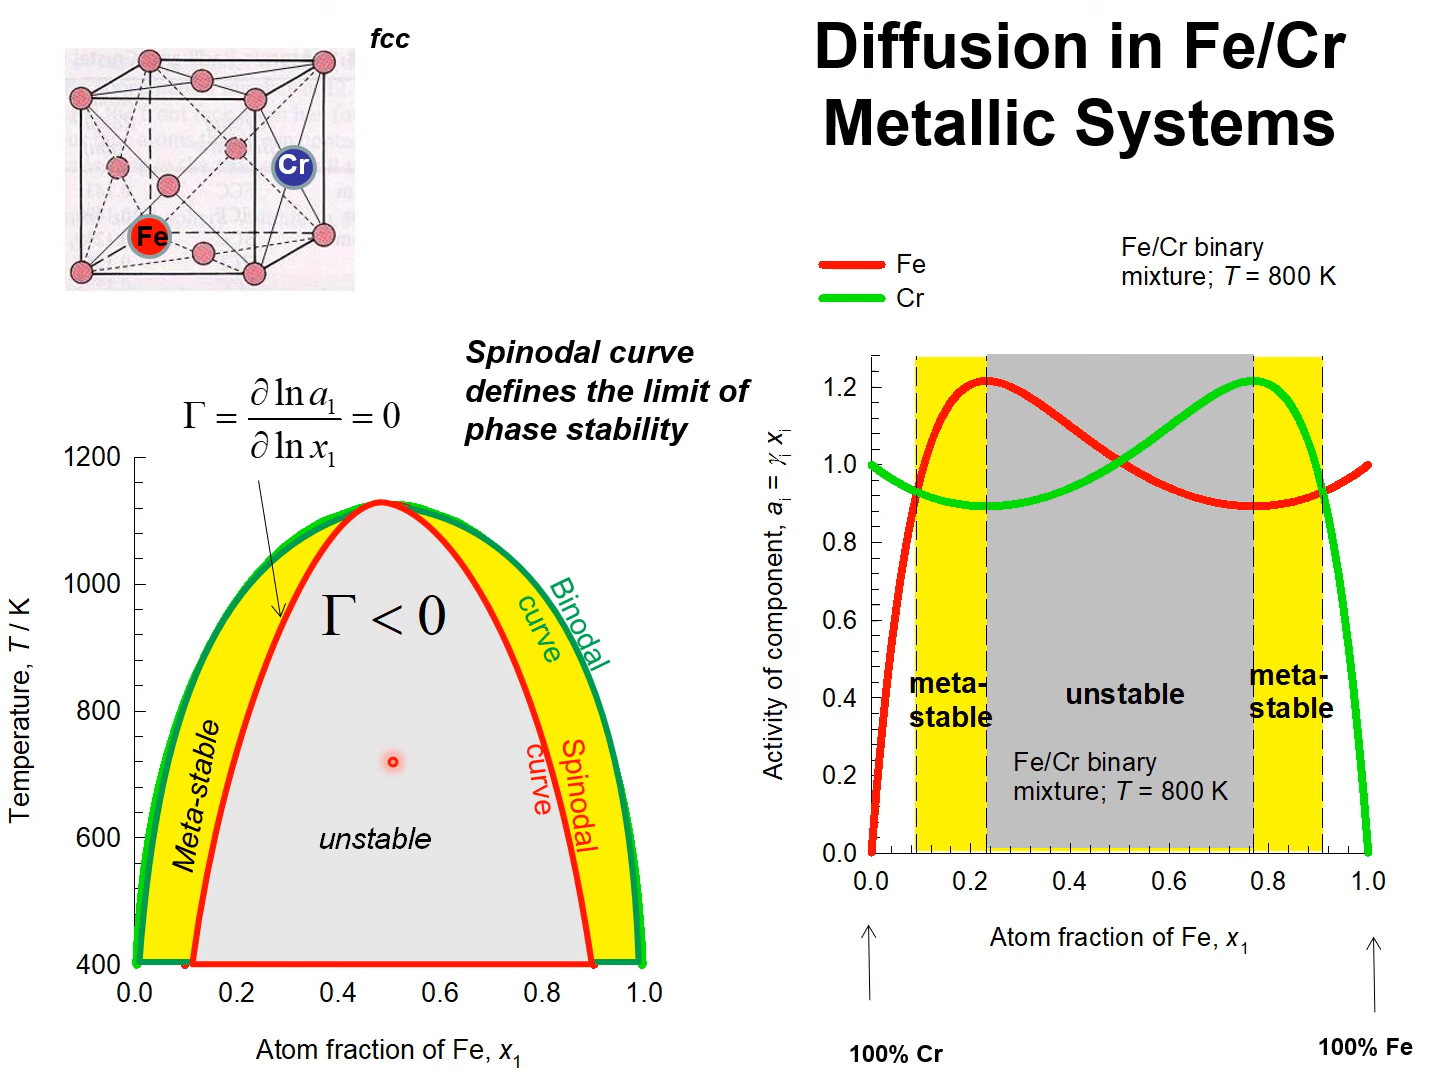 fcc
Diffusion in Fe/Cr
Metallic Systems
Cr
Fe
Spinodal curve
defines the limit of
phase stability
Γ = ∂ ln a1 / ∂ ln x1 = 0
1200
1000
800
600
400
Temperature, T / K
Γ < 0
Binodal
curve
Spinodal
curve
Meta-stable
unstable
0.0 0.2 0.4 0.6 0.8 1.0
Atom fraction of Fe, x1
Fe
Cr
Fe/Cr binary
mixture; T = 800 K
1.2
1.0
0.8
0.6
0.4
0.2
0.0
Activity of component, ai = γi xi
meta-
stable
unstable
meta-
stable
Fe/Cr binary
mixture; T = 800 K
0.0 0.2 0.4 0.6 0.8 1.0
Atom fraction of Fe, x1
100% Cr
100% Fe